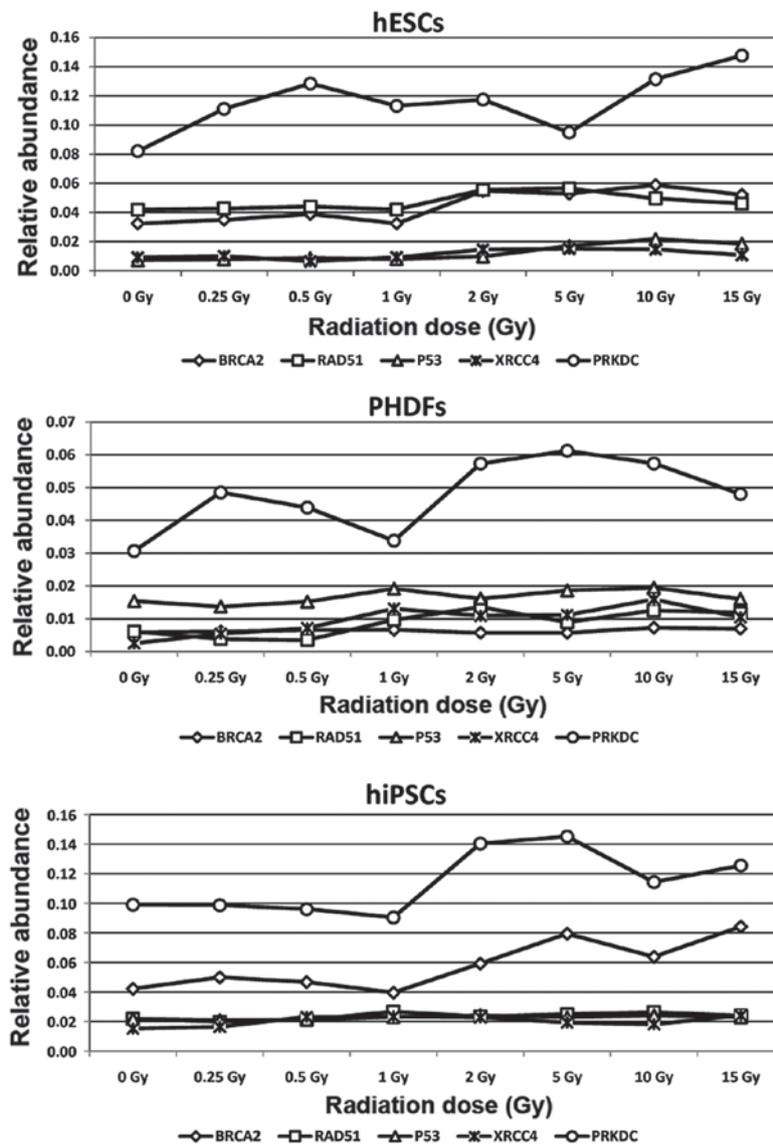 hESCs
Relative abundance
0.16
0.14
0.12
0.10
0.08
0.06
0.04
0.02
0.00
0 Gy 0.25 Gy 0.5 Gy 1 Gy 2 Gy 5 Gy 10 Gy 15 Gy
Radiation dose (Gy)
BRCA2 RAD51 P53 XRCC4 PRKDC
PHDFs
Relative abundance
0.07
0.06
0.05
0.04
0.03
0.02
0.01
0.00
0 Gy 0.25 Gy 0.5 Gy 1 Gy 2 Gy 5 Gy 10 Gy 15 Gy
Radiation dose (Gy)
BRCA2 RAD51 P53 XRCC4 PRKDC
hiPSCs
Relative abundance
0.16
0.14
0.12
0.10
0.08
0.06
0.04
0.02
0.00
0 Gy 0.25 Gy 0.5 Gy 1 Gy 2 Gy 5 Gy 10 Gy 15 Gy
Radiation dose (Gy)
BRCA2 RAD51 P53 XRCC4 PRKDC